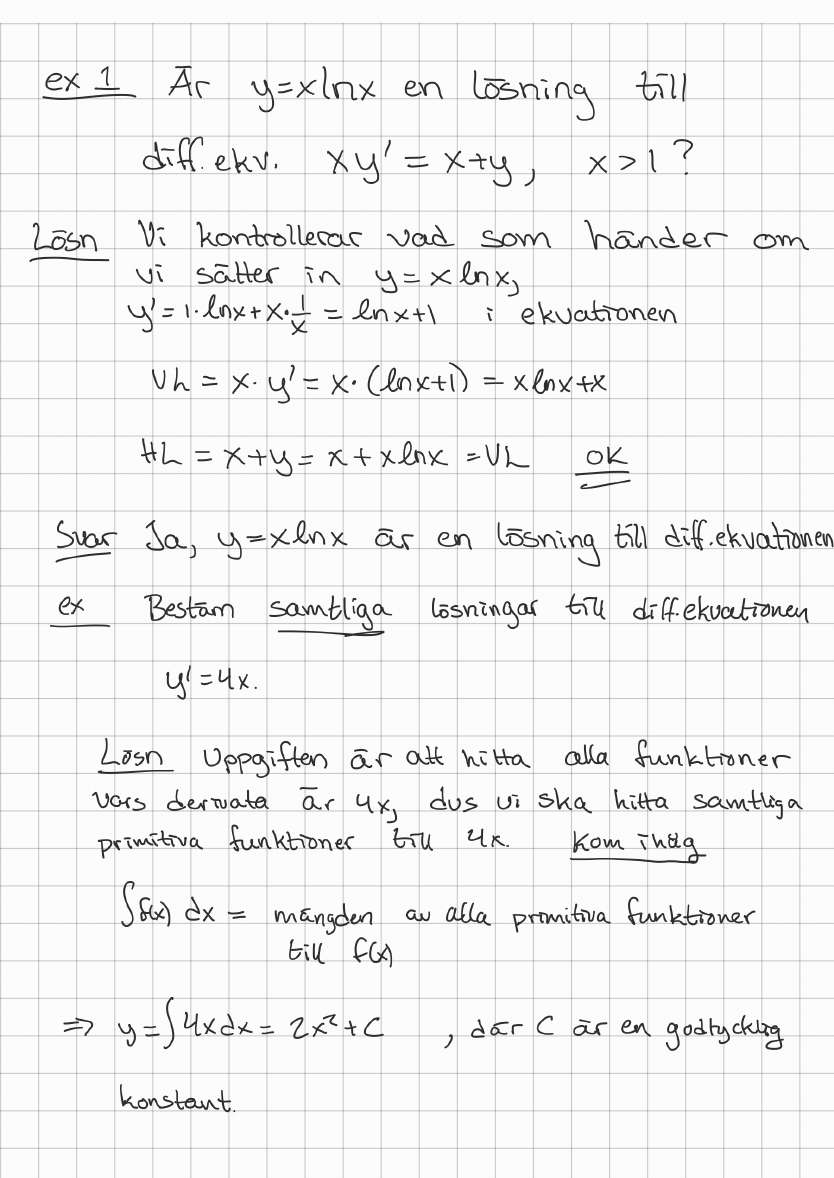 ex 1 Är y=xlnx en lösning till
diff.ekv. xy' = x+y, x>1?
Lösn Vi kontrollerar vad som händer om
vi sätter in y=xlnx,
y'=1·lnx+x·1/x = lnx+1 i ekvationen
VL = x·y' = x·(lnx+1) = xlnx+x
HL = x+y = x+xlnx = VL OK
Svar Ja, y=xlnx är en lösning till diff.ekvationen
ex Bestäm samtliga lösningar till diff.ekvationen
y'=4x.
Lösn Uppgiften är att hitta alla funktioner
vars derivata är 4x, dvs vi ska hitta samtliga
primitiva funktioner till 4x. Kom ihåg
∫f(x) dx = mängden av alla primitiva funktioner
till f(x)
⇒ y=∫4xdx = 2x²+C , där C är en godtycklig
konstant.